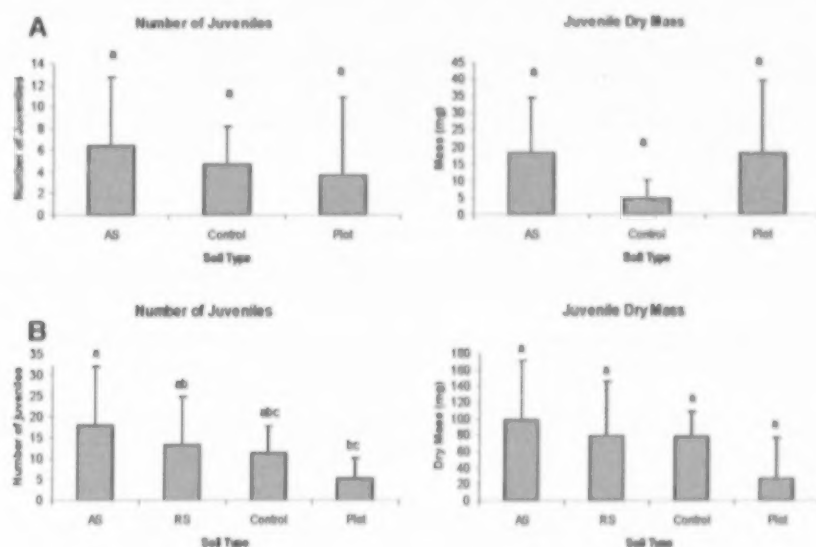 A
Number of Juveniles
Number of Juveniles
14
12
10
8
6
4
2
0
a
a
a
AS
Control
Plot
Soil Type
Juvenile Dry Mass
Mass (mg)
45
40
35
30
25
20
15
10
5
0
a
a
a
AS
Control
Plot
Soil Type
B
Number of Juveniles
Number of juveniles
35
30
25
20
15
10
5
0
a
ab
abc
bc
AS
RS
Control
Plot
Soil Type
Juvenile Dry Mass
Dry Mass (mg)
180
160
140
120
100
80
60
40
20
0
a
a
a
a
AS
RS
Control
Plot
Soil Type